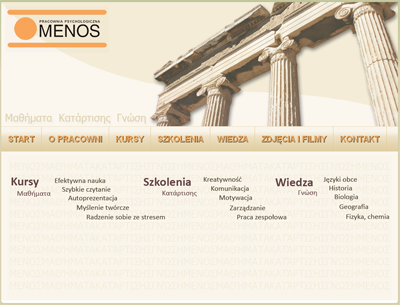 PRACOWNIA PSYCHOLOGICZNA
OMENOS
Μαθήματα Κατάρτισης Γνώση
START O PRACOWNI KURSY SZKOLENIA WIEDZA ZDJĘCIA I FILMY KONTAKT
Kursy
Μαθήματα
Efektywna nauka
Szybkie czytanie
Autoprezentacja
Myślenie twórcze
Radzenie sobie ze stresem
Szkolenia
Κατάρτισης
Kreatywność
Komunikacja
Motywacja
Zarządzanie
Praca zespołowa
Wiedza
Γνώση
Języki obce
Historia
Biologia
Geografia
Fizyka, chemia